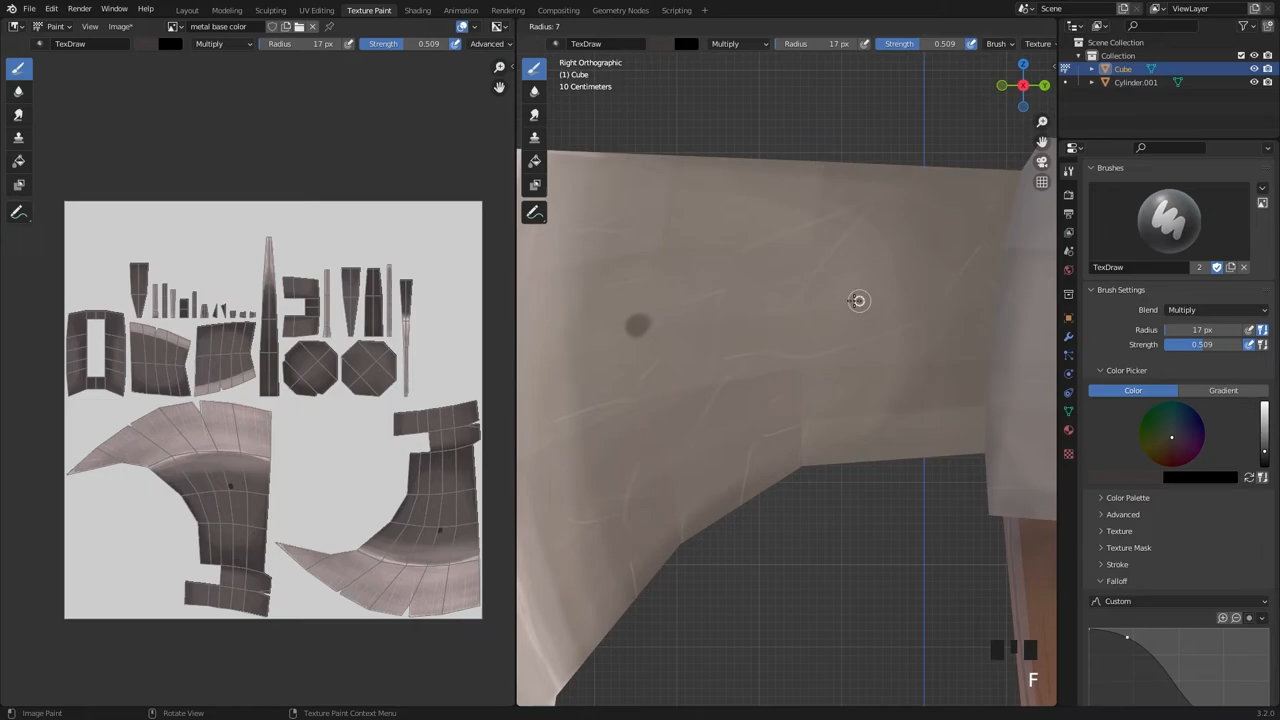 File Edit Render Window Help Layout Modeling Sculpting UV Editing Texture Paint Shading Animation Rendering Compositing Geometry Nodes Scripting + Scene ViewLayer
Paint View Image* metal base color Radius: 7
TexDraw Multiply Radius 17 px Strength 0.509 Advanced
TexDraw Multiply Radius 17 px Strength 0.509 Brush Texture
Right Orthographic
(1) Cube
10 Centimeters
Z
X
Y
F
Scene Collection
Collection
Cube
Cylinder.001
Brushes
TexDraw 2
Brush Settings
Blend Multiply
Radius 17 px
Strength 0.509
Color Picker
Color Gradient
Color Palette
Advanced
Texture
Texture Mask
Stroke
Falloff
Custom
Image Paint Rotate View Texture Paint Context Menu 3.2.0